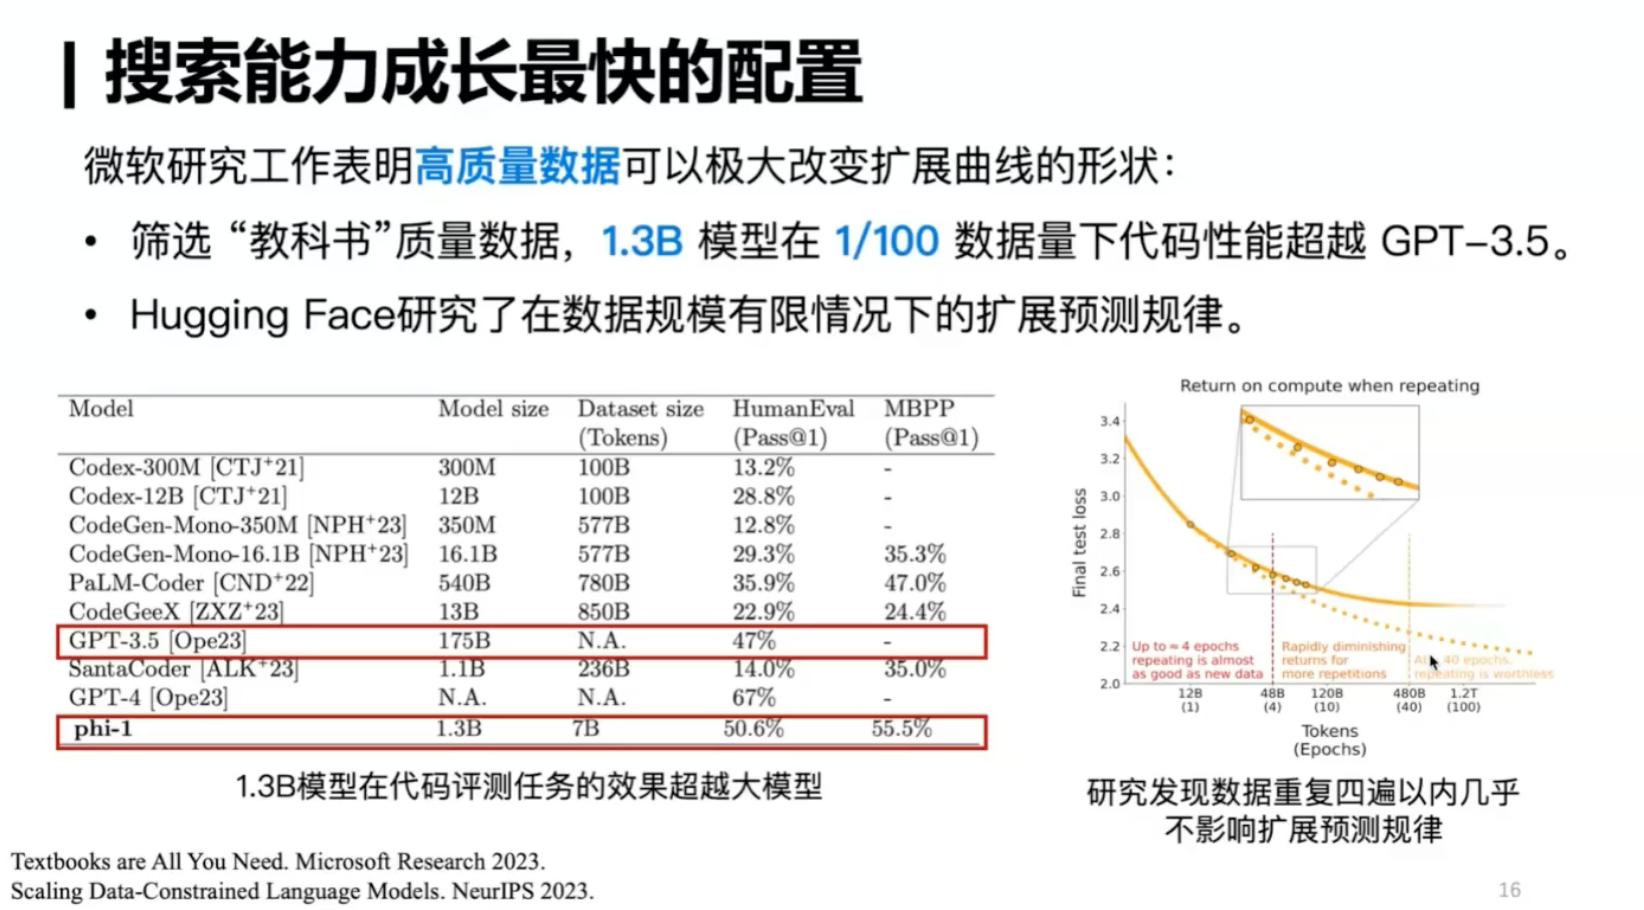 搜索能力成长最快的配置
微软研究工作表明高质量数据可以极大改变扩展曲线的形状：
• 筛选 “教科书”质量数据，1.3B 模型在 1/100 数据量下代码性能超越 GPT-3.5。
• Hugging Face研究了在数据规模有限情况下的扩展预测规律。
Model Model size Dataset size HumanEval MBPP
(Tokens) (Pass@1) (Pass@1)
Codex-300M [CTJ+21] 300M 100B 13.2% -
Codex-12B [CTJ+21] 12B 100B 28.8% -
CodeGen-Mono-350M [NPH+23] 350M 577B 12.8% -
CodeGen-Mono-16.1B [NPH+23] 16.1B 577B 29.3% 35.3%
PaLM-Coder [CND+22] 540B 780B 35.9% 47.0%
CodeGeeX [ZXZ+23] 13B 850B 22.9% 24.4%
GPT-3.5 [Ope23] 175B N.A. 47% -
SantaCoder [ALK+23] 1.1B 236B 14.0% 35.0%
GPT-4 [Ope23] N.A. N.A. 67% -
phi-1 1.3B 7B 50.6% 55.5%
1.3B模型在代码评测任务的效果超越大模型
Return on compute when repeating
Final test loss
3.4
3.2
3.0
2.8
2.6
2.4
2.2
2.0
Up to ≈ 4 epochs
repeating is almost
as good as new data
Rapidly diminishing
returns for
more repetitions
40 epochs,
repeating is worthless
12B 48B 120B 480B 1.2T
(1) (4) (10) (40) (100)
Tokens
(Epochs)
研究发现数据重复四遍以内几乎
不影响扩展预测规律
Textbooks are All You Need. Microsoft Research 2023.
Scaling Data-Constrained Language Models. NeurIPS 2023.
16